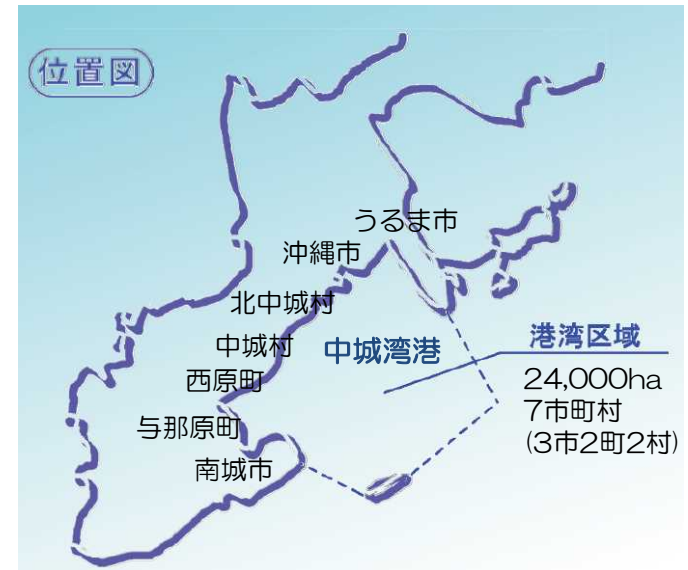 位置図
うるま市
沖縄市
北中城村
中城村
中城湾港
港湾区域
西原町
24,000ha
7市町村
(3市2町2村)
与那原町
南城市